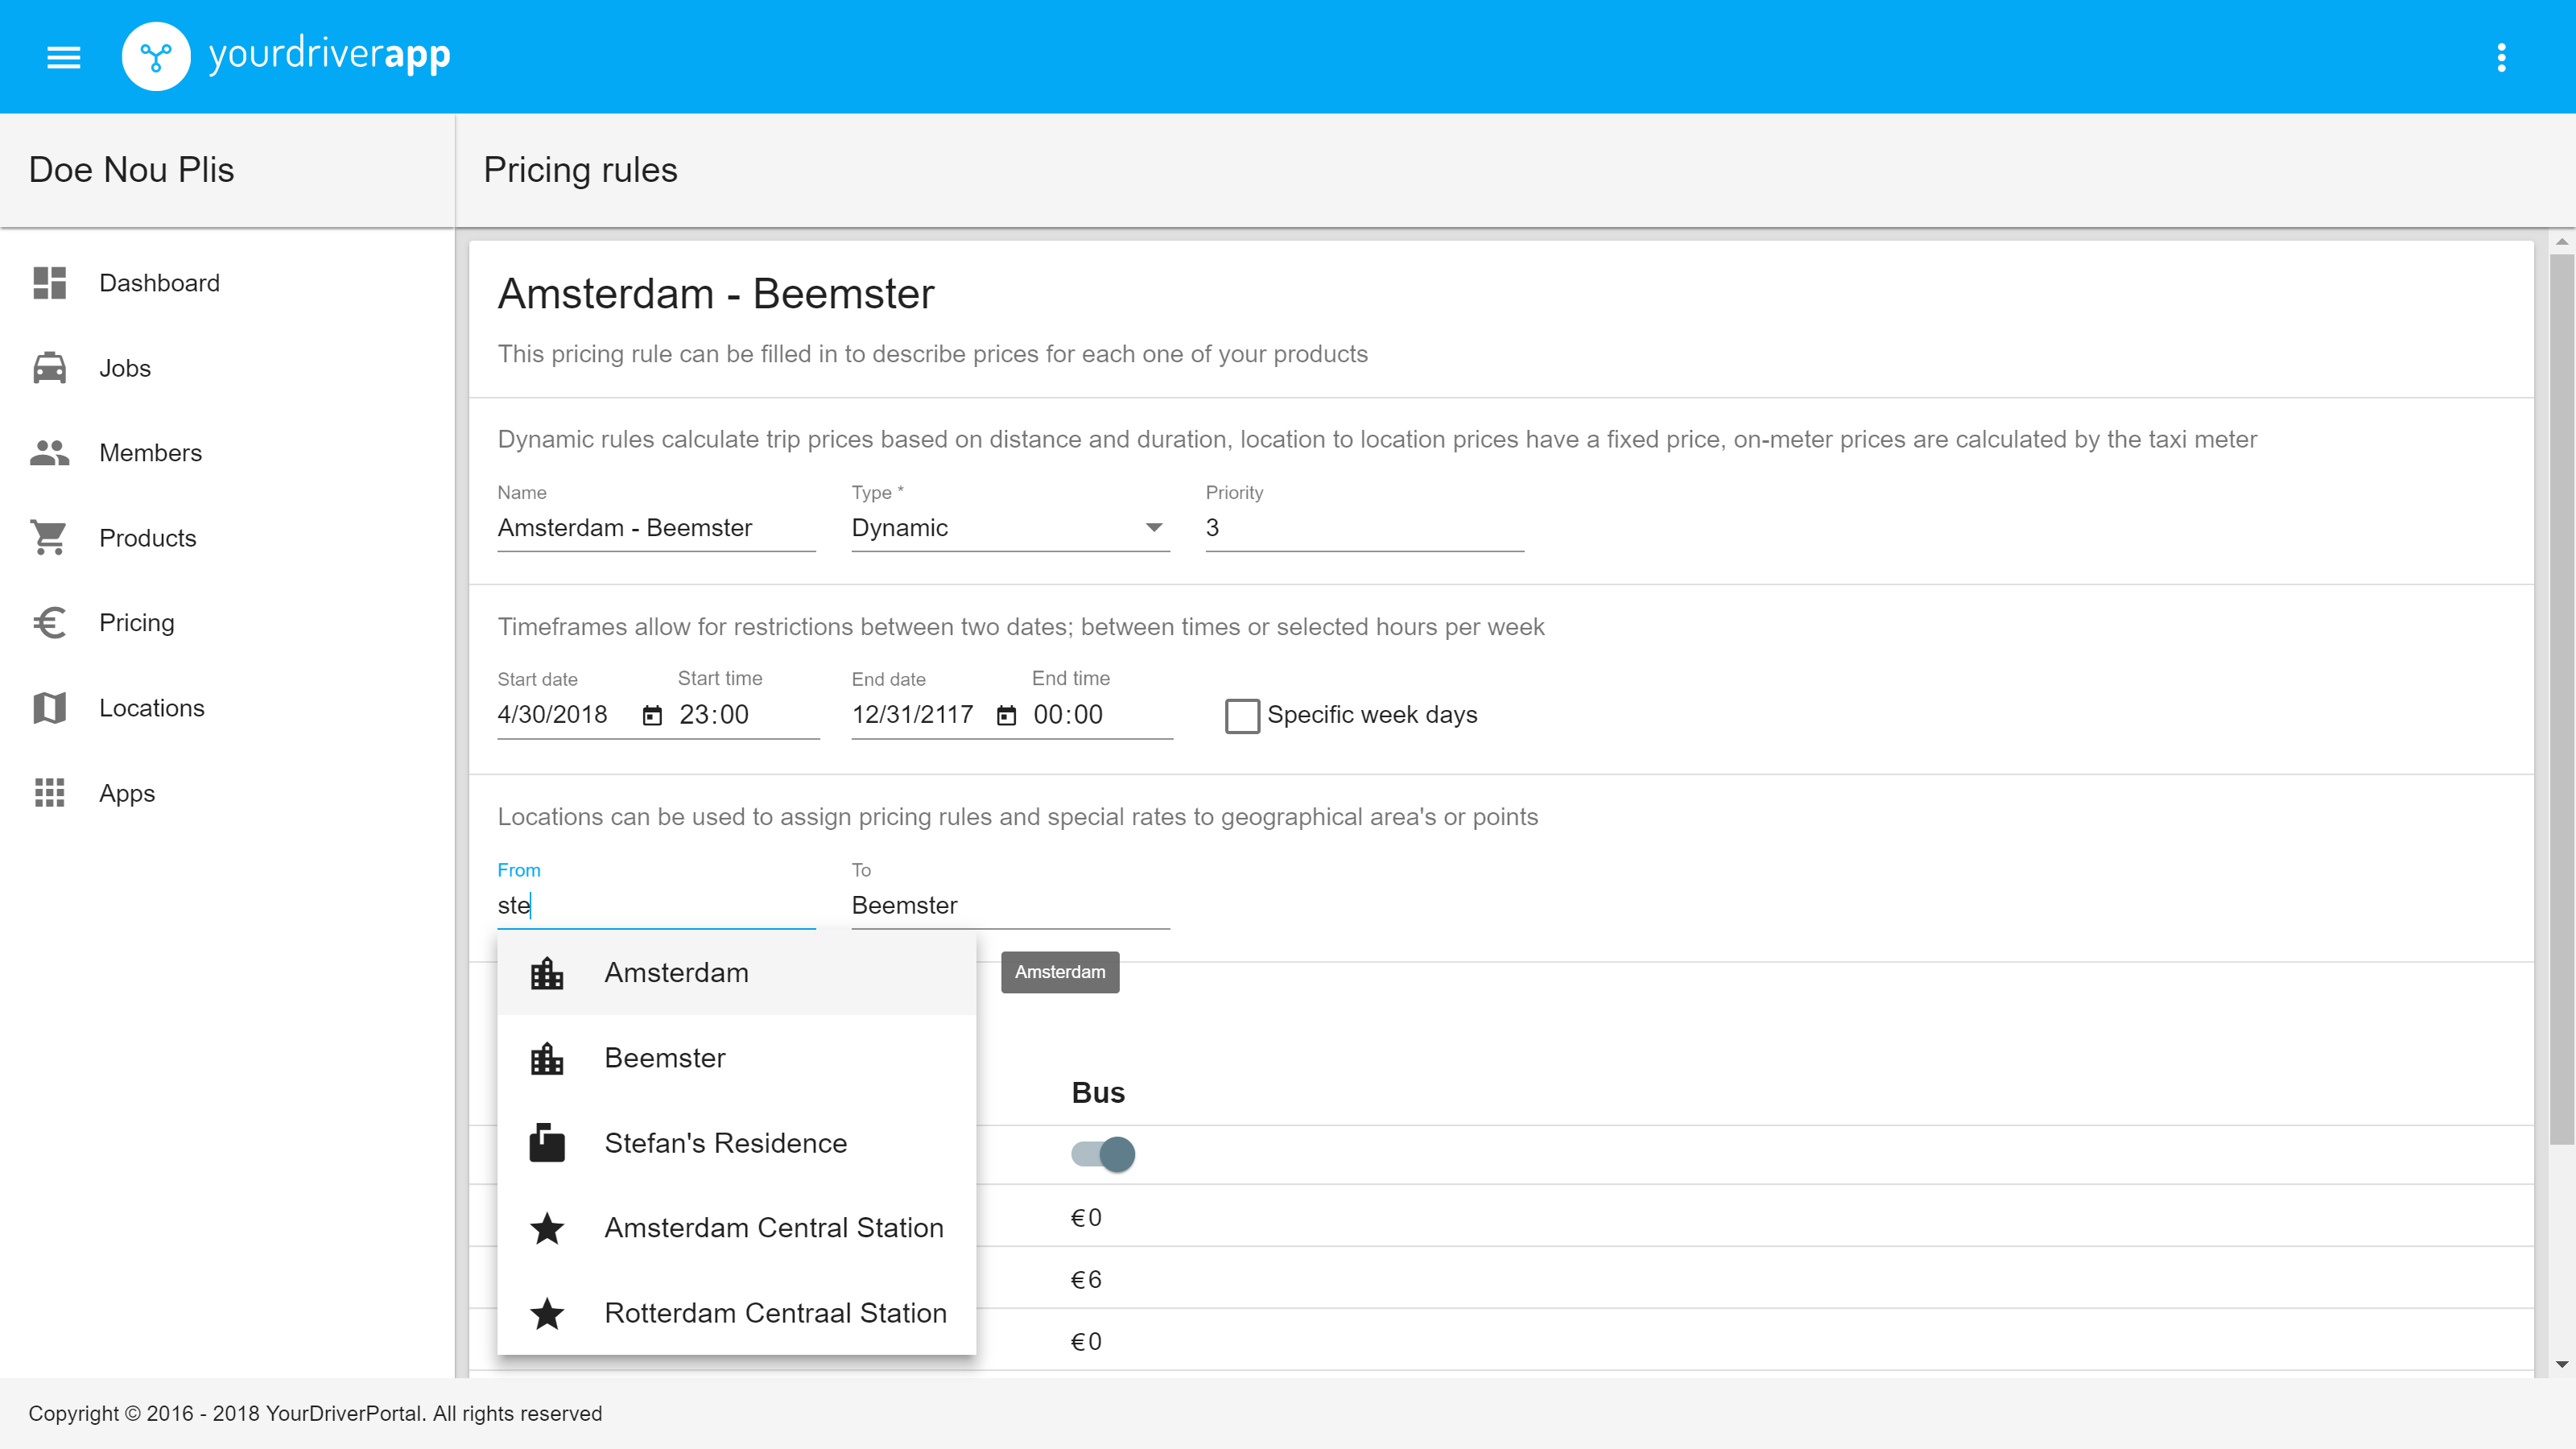 yourdriverapp
Doe Nou Plis
Pricing rules
Dashboard
Jobs
Members
Products
Pricing
Locations
Apps
Amsterdam - Beemster
This pricing rule can be filled in to describe prices for each one of your products
Dynamic rules calculate trip prices based on distance and duration, location to location prices have a fixed price, on-meter prices are calculated by the taxi meter
Name Type * Priority
Amsterdam - Beemster Dynamic 3
Timeframes allow for restrictions between two dates; between times or selected hours per week
Start date Start time End date End time
4/30/2018 23:00 12/31/2117 00:00 Specific week days
Locations can be used to assign pricing rules and special rates to geographical area's or points
From To
ste Beemster
Amsterdam Amsterdam
Beemster
Bus
Stefan's Residence
Amsterdam Central Station €0
€6
Rotterdam Centraal Station
€0
Copyright © 2016 - 2018 YourDriverPortal. All rights reserved